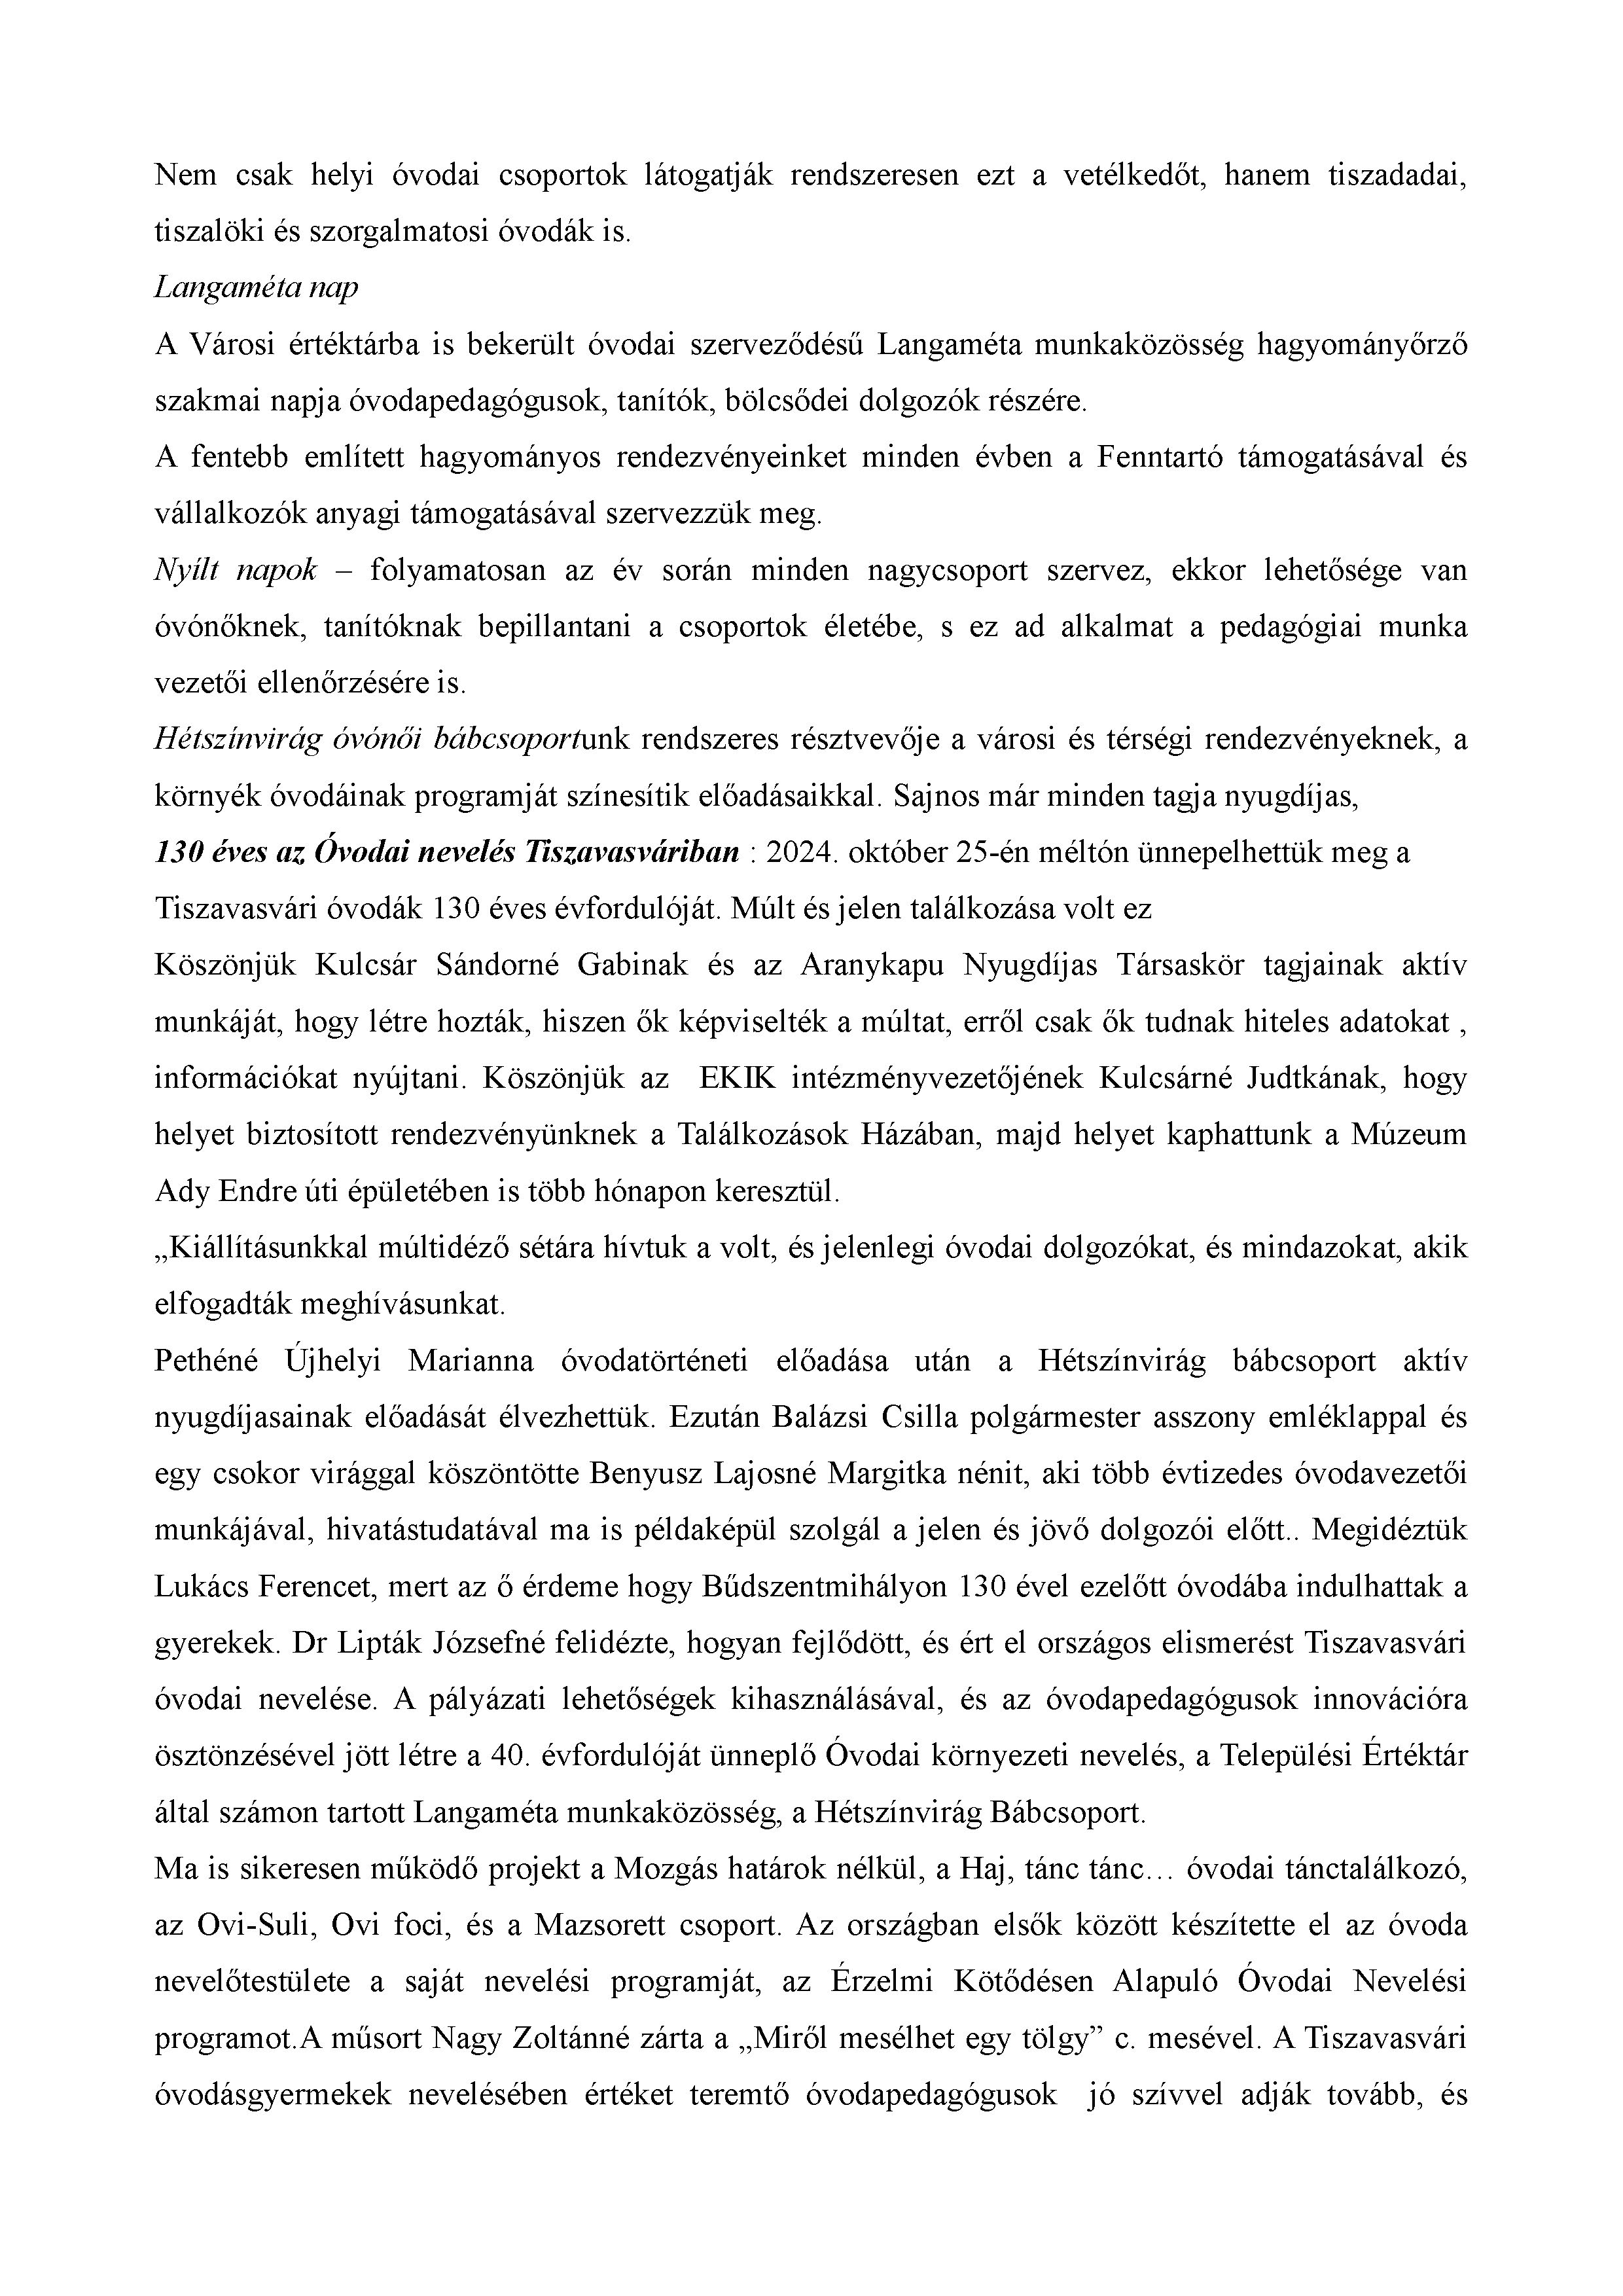 Nem csak helyi óvodai csoportok látogatják rendszeresen ezt a vetélkedőt, hanem tiszadadai,
tiszalöki és szorgalmatosi óvodák is.
Langaméta nap
A Városi értéktárba is bekerült óvodai szerveződésű Langaméta munkaközösség hagyományőrző
szakmai napja óvodapedagógusok, tanítók, bölcsődei dolgozók részére.
A fentebb említett hagyományos rendezvényeinket minden évben a Fenntartó támogatásával és
vállalkozók anyagi támogatásával szervezzük meg.
Nyílt napok – folyamatosan az év során minden nagycsoport szervez, ekkor lehetősége van
óvónőknek, tanítóknak bepillantani a csoportok életébe, s ez ad alkalmat a pedagógiai munka
vezetői ellenőrzésére is.
Hétszínvirág óvónői bábcsoportunk rendszeres résztvevője a városi és térségi rendezvényeknek, a
környék óvodáinak programját színesítik előadásaikkal. Sajnos már minden tagja nyugdíjas,
130 éves az Óvodai nevelés Tiszavasváriban : 2024. október 25-én méltón ünnepelhettük meg a
Tiszavasvári óvodák 130 éves évfordulóját. Múlt és jelen találkozása volt ez
Köszönjük Kulcsár Sándorné Gabinak és az Aranykapu Nyugdíjas Társaskör tagjainak aktív
munkáját, hogy létre hozták, hiszen ők képviselték a múltat, erről csak ők tudnak hiteles adatokat ,
információkat nyújtani. Köszönjük az  EKIK intézményvezetőjének Kulcsárné Judtkának, hogy
helyet biztosított rendezvényünknek a Találkozások Házában, majd helyet kaphattunk a Múzeum
Ady Endre úti épületében is több hónapon keresztül.
„Kiállításunkkal múltidéző sétára hívtuk a volt, és jelenlegi óvodai dolgozókat, és mindazokat, akik
elfogadták meghívásunkat.
Pethéné Újhelyi Marianna óvodatörténeti előadása után a Hétszínvirág bábcsoport aktív
nyugdíjasainak előadását élvezhettük. Ezután Balázsi Csilla polgármester asszony emléklappal és
egy csokor virággal köszöntötte Benyusz Lajosné Margitka nénit, aki több évtizedes óvodavezetői
munkájával, hivatástudatával ma is példaképül szolgál a jelen és jövő dolgozói előtt.. Megidéztük
Lukács Ferencet, mert az ő érdeme hogy Bűdszentmihályon 130 ével ezelőtt óvodába indulhattak a
gyerekek. Dr Lipták Józsefné felidézte, hogyan fejlődött, és ért el országos elismerést Tiszavasvári
óvodai nevelése. A pályázati lehetőségek kihasználásával, és az óvodapedagógusok innovációra
ösztönzésével jött létre a 40. évfordulóját ünneplő Óvodai környezeti nevelés, a Települési Értéktár
által számon tartott Langaméta munkaközösség, a Hétszínvirág Bábcsoport.
Ma is sikeresen működő projekt a Mozgás határok nélkül, a Haj, tánc tánc… óvodai tánctalálkozó,
az Ovi-Suli, Ovi foci, és a Mazsorett csoport. Az országban elsők között készítette el az óvoda
nevelőtestülete a saját nevelési programját, az Érzelmi Kötődésen Alapuló Óvodai Nevelési
programot.A műsort Nagy Zoltánné zárta a „Miről mesélhet egy tölgy” c. mesével. A Tiszavasvári
óvodásgyermekek nevelésében értéket teremtő óvodapedagógusok  jó szívvel adják tovább, és